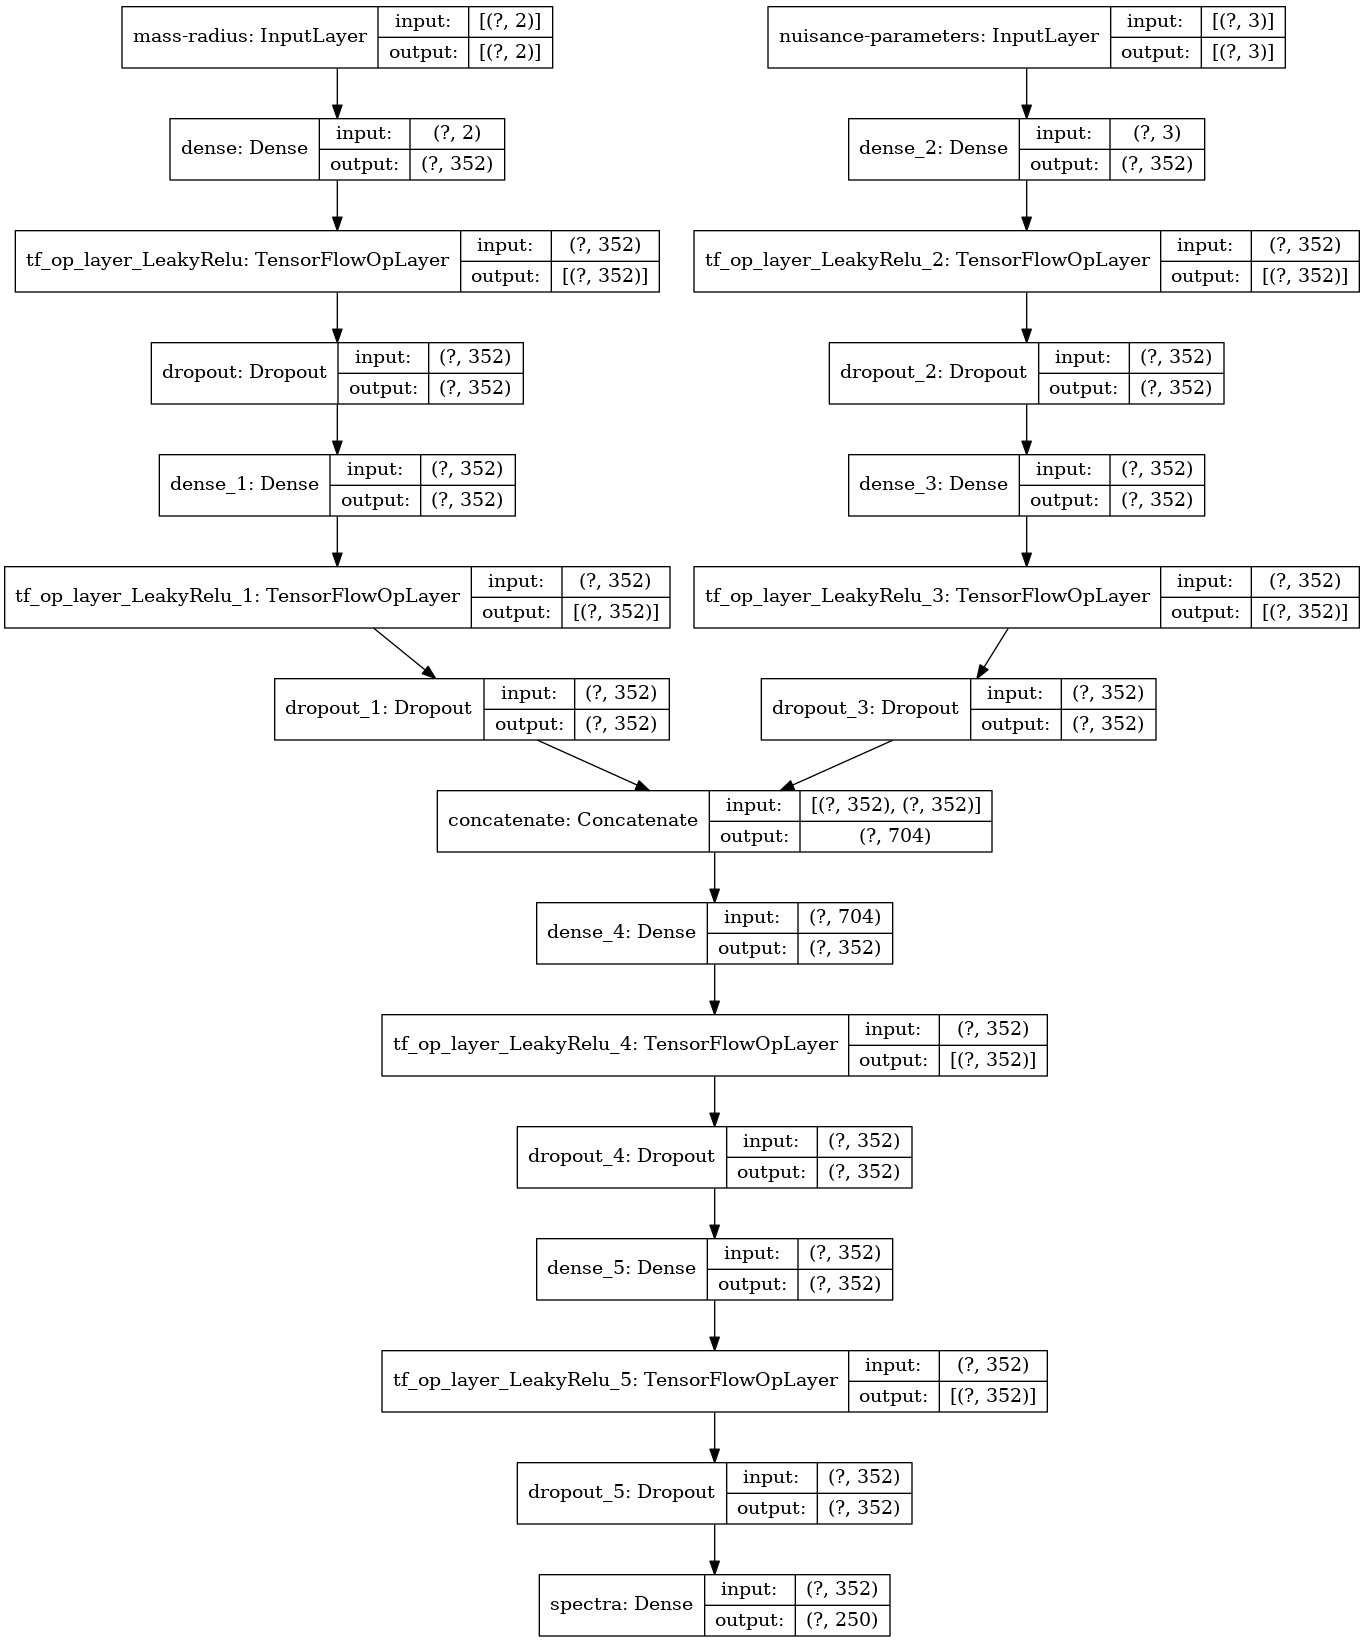 mass-radius: InputLayer input: [(?, 2)]
output: [(?, 2)]
nuisance-parameters: InputLayer input: [(?, 3)]
output: [(?, 3)]
dense: Dense input: (?, 2)
output: (?, 352)
dense_2: Dense input: (?, 3)
output: (?, 352)
tf_op_layer_LeakyRelu: TensorFlowOpLayer input: (?, 352)
output: [(?, 352)]
tf_op_layer_LeakyRelu_2: TensorFlowOpLayer input: (?, 352)
output: [(?, 352)]
dropout: Dropout input: (?, 352)
output: (?, 352)
dropout_2: Dropout input: (?, 352)
output: (?, 352)
dense_1: Dense input: (?, 352)
output: (?, 352)
dense_3: Dense input: (?, 352)
output: (?, 352)
tf_op_layer_LeakyRelu_1: TensorFlowOpLayer input: (?, 352)
output: [(?, 352)]
tf_op_layer_LeakyRelu_3: TensorFlowOpLayer input: (?, 352)
output: [(?, 352)]
dropout_1: Dropout input: (?, 352)
output: (?, 352)
dropout_3: Dropout input: (?, 352)
output: (?, 352)
concatenate: Concatenate input: [(?, 352), (?, 352)]
output: (?, 704)
dense_4: Dense input: (?, 704)
output: (?, 352)
tf_op_layer_LeakyRelu_4: TensorFlowOpLayer input: (?, 352)
output: [(?, 352)]
dropout_4: Dropout input: (?, 352)
output: (?, 352)
dense_5: Dense input: (?, 352)
output: (?, 352)
tf_op_layer_LeakyRelu_5: TensorFlowOpLayer input: (?, 352)
output: [(?, 352)]
dropout_5: Dropout input: (?, 352)
output: (?, 352)
spectra: Dense input: (?, 352)
output: (?, 250)